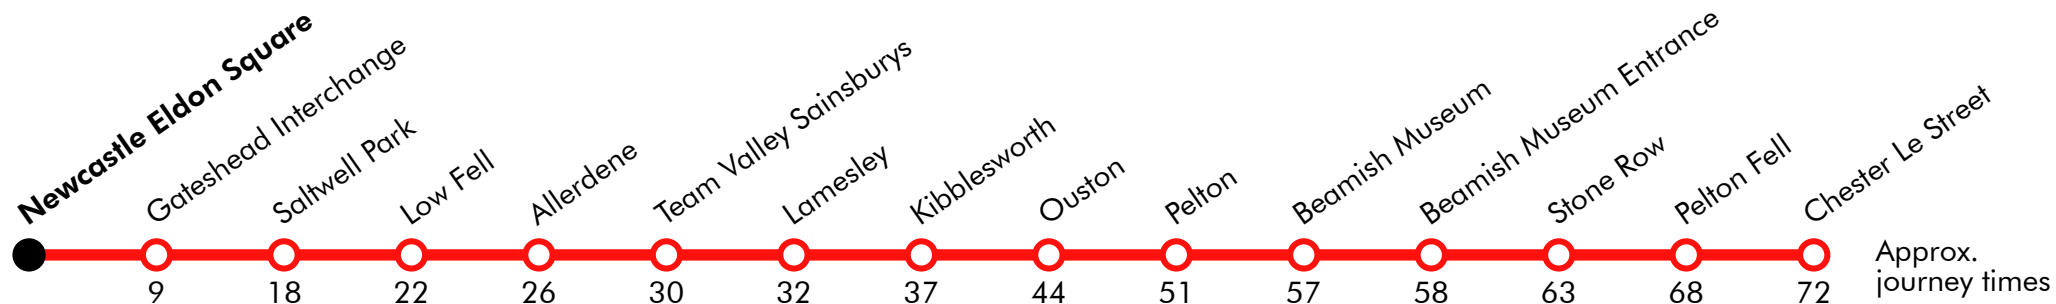 Newcastle Eldon Square
Gateshead Interchange
Saltwell Park
Low Fell
Allerdene
Team Valley Sainsburys
Lamesley
Kibblesworth
Ouston
Pelton
Beamish Museum
Beamish Museum Entrance
Stone Row
Pelton Fell
Chester Le Street
Approx.
journey times
9 18 22 26 30 32 37 44 51 57 58 63 68 72